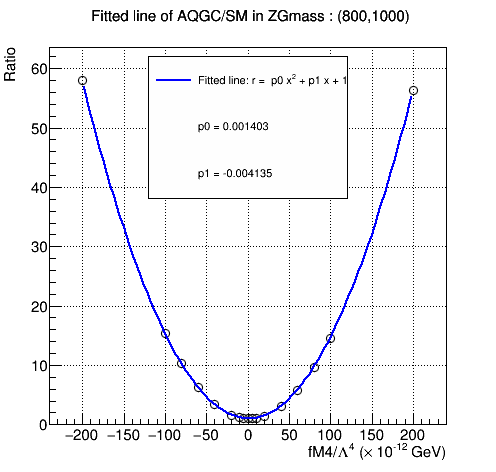 Fitted line of AQGC/SM in ZGmass : (800,1000)
Ratio
60
50
40
30
20
10
0
Fitted line: r = p0 x² + p1 x + 1
p0 = 0.001403
p1 = -0.004135
−200 −150 −100 −50 0 50 100 150 200
fM4/Λ⁴ (× 10⁻¹² GeV)